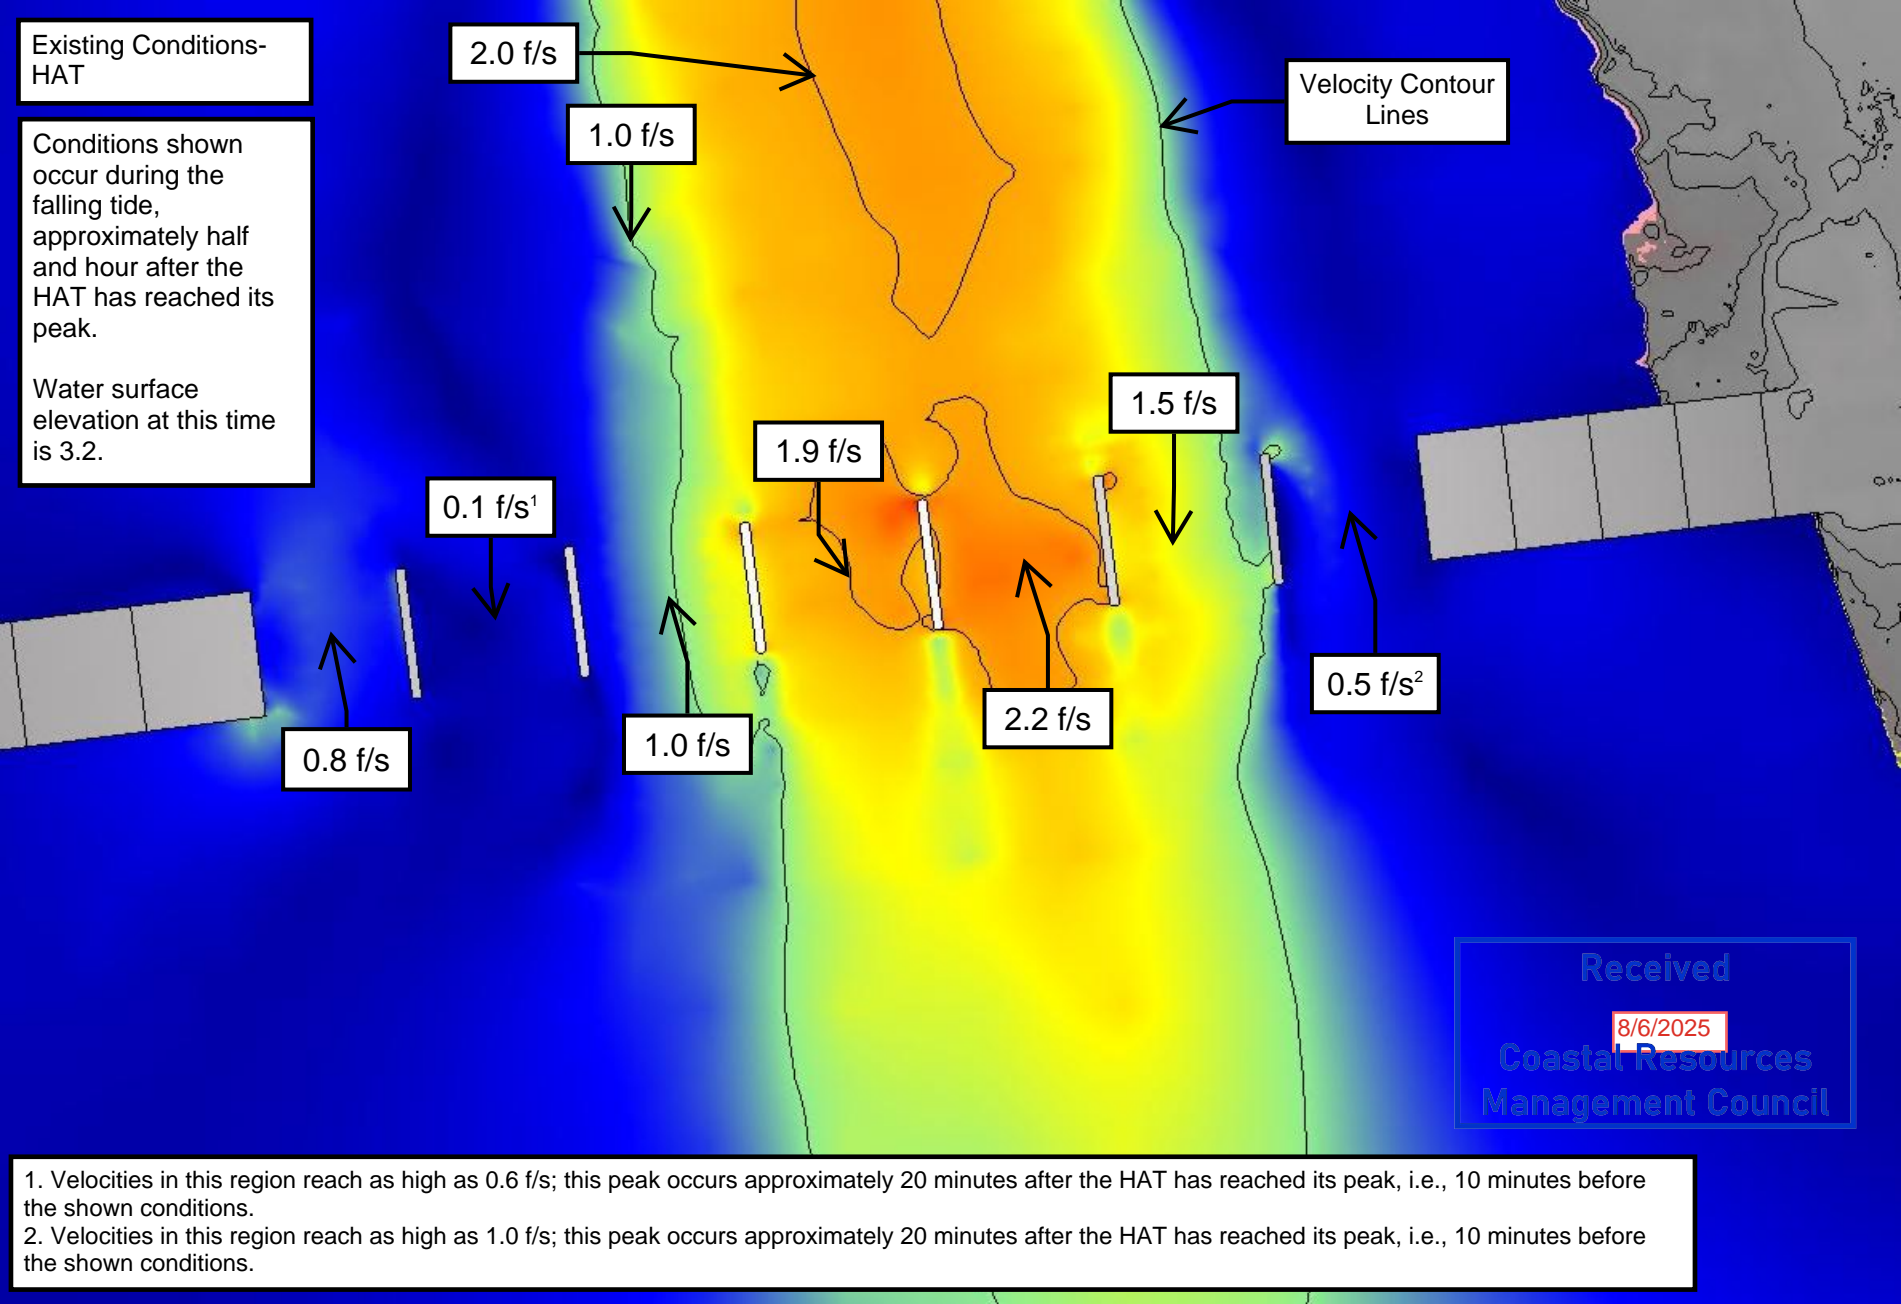 Existing Conditions-
HAT
Conditions shown
occur during the
falling tide,
approximately half
and hour after the
HAT has reached its
peak.
Water surface
elevation at this time
is 3.2.
2.0 f/s
1.0 f/s
Velocity Contour
Lines
1.5 f/s
1.9 f/s
0.1 f/s¹
0.5 f/s²
2.2 f/s
1.0 f/s
0.8 f/s
Received
8/6/2025
Coastal Resources
Management Council
1. Velocities in this region reach as high as 0.6 f/s; this peak occurs approximately 20 minutes after the HAT has reached its peak, i.e., 10 minutes before
the shown conditions.
2. Velocities in this region reach as high as 1.0 f/s; this peak occurs approximately 20 minutes after the HAT has reached its peak, i.e., 10 minutes before
the shown conditions.